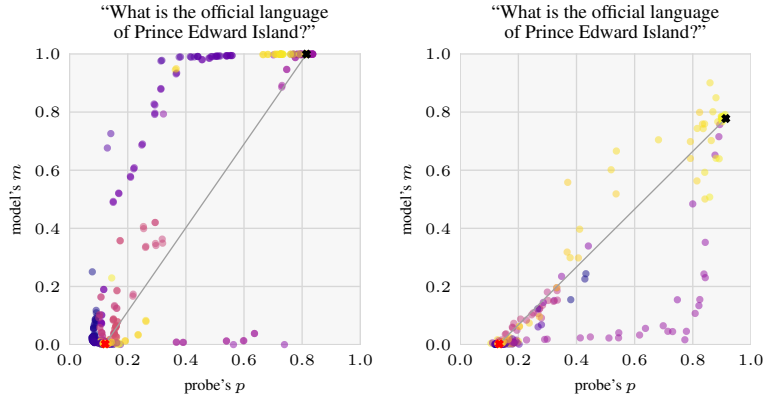 “What is the official language
of Prince Edward Island?”
1.0
0.8
0.6
0.4
0.2
0.0
model's m
0.0 0.2 0.4 0.6 0.8 1.0
probe's p
“What is the official language
of Prince Edward Island?”
1.0
0.8
0.6
0.4
0.2
0.0
model's m
0.0 0.2 0.4 0.6 0.8 1.0
probe's p